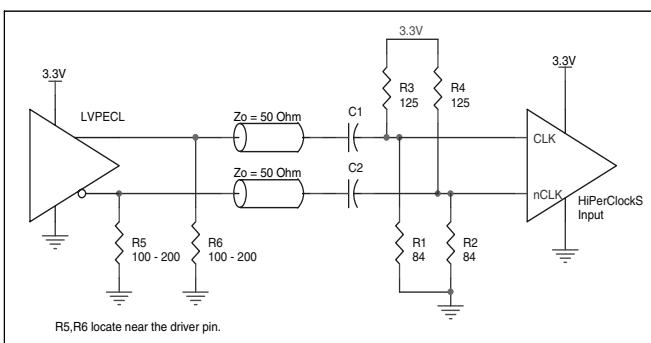 3.3V
3.3V
3.3V
LVPECL
R3
125
R4
125
Zo = 50 Ohm
C1
CLK
Zo = 50 Ohm
C2
nCLK
HiPerClockS
Input
R5
100 - 200
R6
100 - 200
R1
84
R2
84
R5,R6 locate near the driver pin.